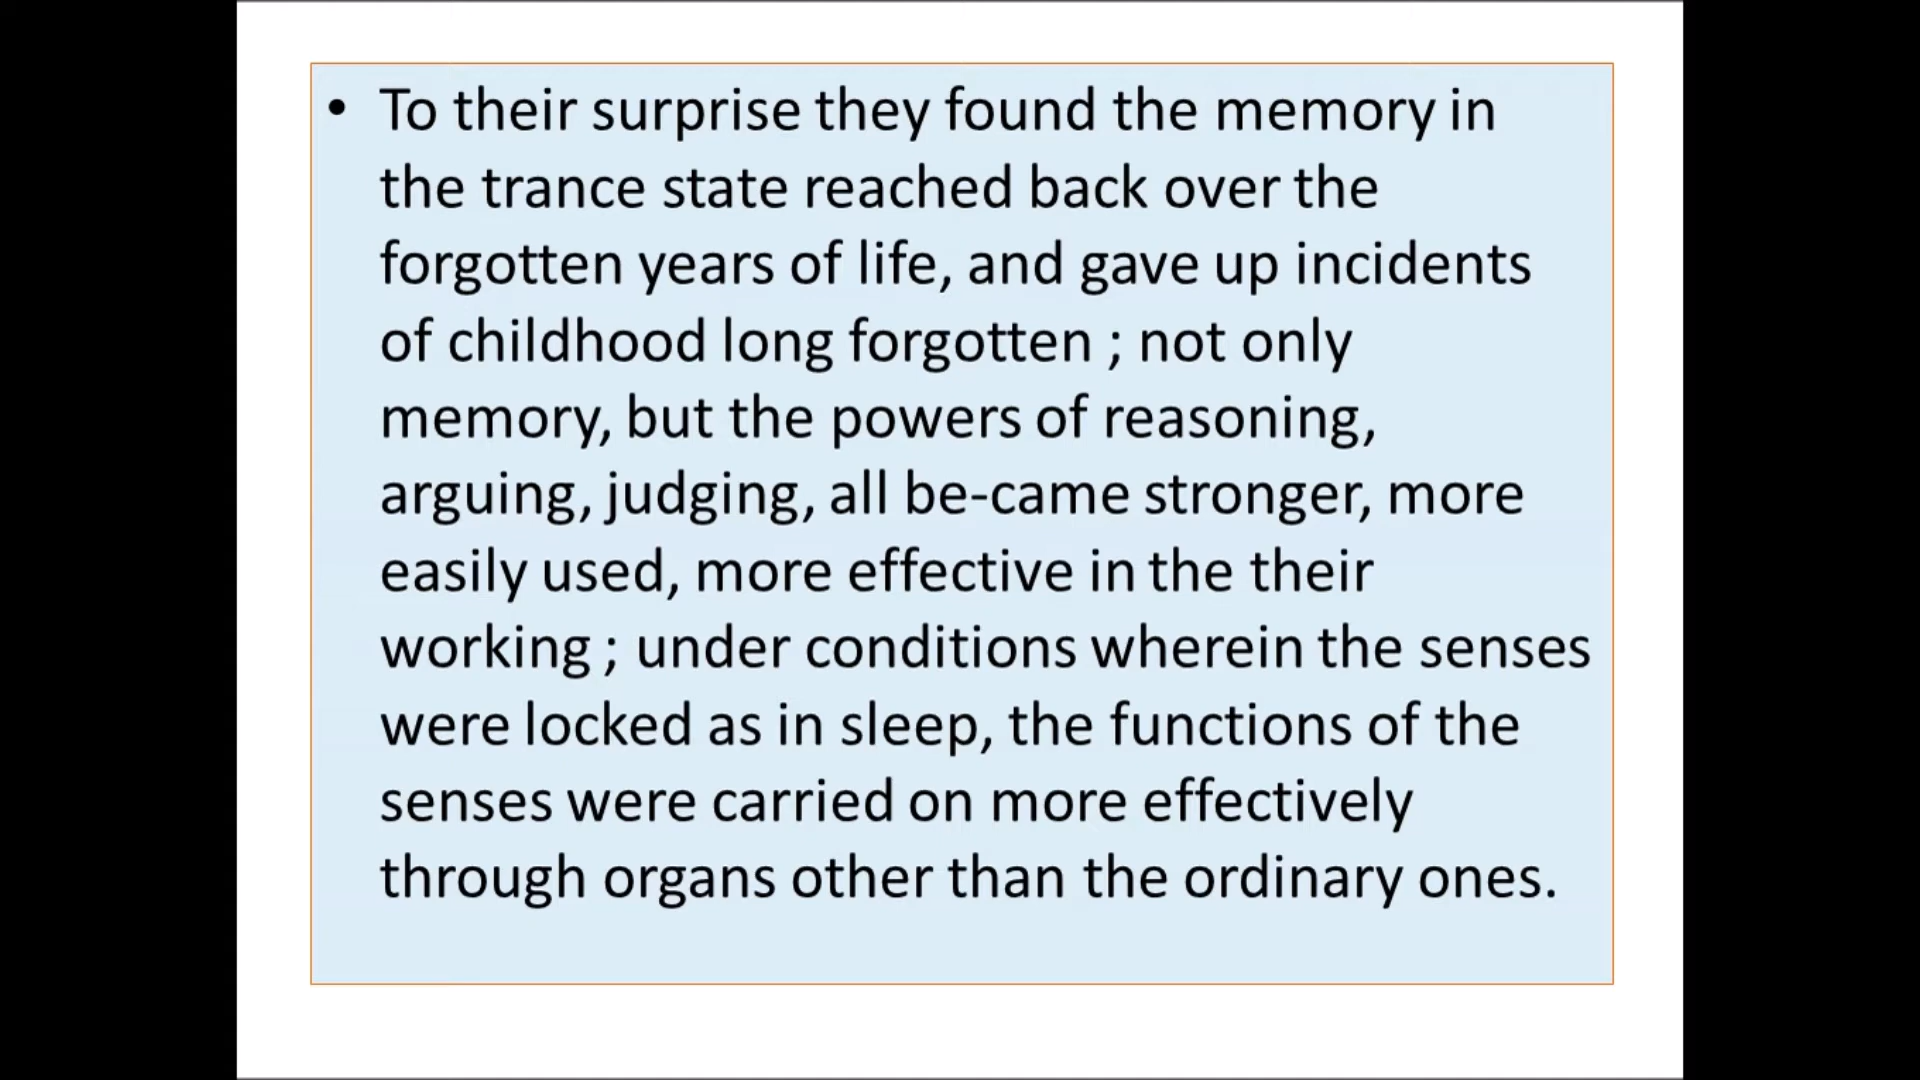 • To their surprise they found the memory in
the trance state reached back over the
forgotten years of life, and gave up incidents
of childhood long forgotten ; not only
memory, but the powers of reasoning,
arguing, judging, all be-came stronger, more
easily used, more effective in the their
working ; under conditions wherein the senses
were locked as in sleep, the functions of the
senses were carried on more effectively
through organs other than the ordinary ones.